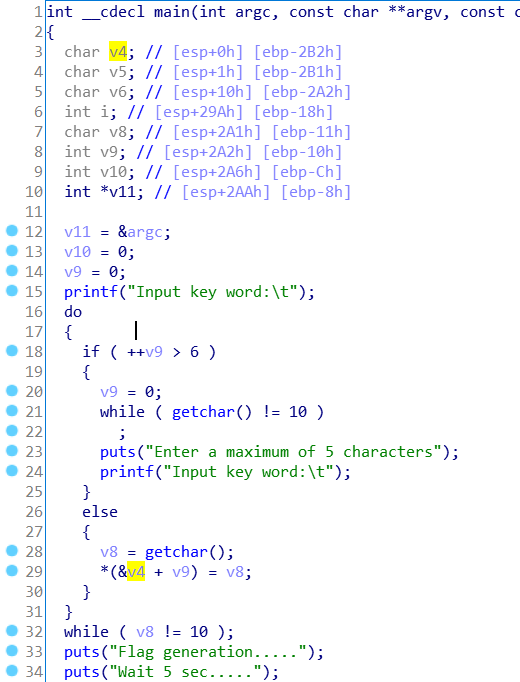 1 int __cdecl main(int argc, const char **argv, const c
2 {
3 char v4; // [esp+0h] [ebp-2B2h]
4 char v5; // [esp+1h] [ebp-2B1h]
5 char v6; // [esp+10h] [ebp-2A2h]
6 int i; // [esp+29Ah] [ebp-18h]
7 char v8; // [esp+2A1h] [ebp-11h]
8 int v9; // [esp+2A2h] [ebp-10h]
9 int v10; // [esp+2A6h] [ebp-Ch]
10 int *v11; // [esp+2AAh] [ebp-8h]
11
12 v11 = &argc;
13 v10 = 0;
14 v9 = 0;
15 printf("Input key word:\t");
16 do
17 {
18 if ( ++v9 > 6 )
19 {
20 v9 = 0;
21 while ( getchar() != 10 )
22 ;
23 puts("Enter a maximum of 5 characters");
24 printf("Input key word:\t");
25 }
26 else
27 {
28 v8 = getchar();
29 *(&v4 + v9) = v8;
30 }
31 }
32 while ( v8 != 10 );
33 puts("Flag generation.....");
34 puts("Wait 5 sec.....");